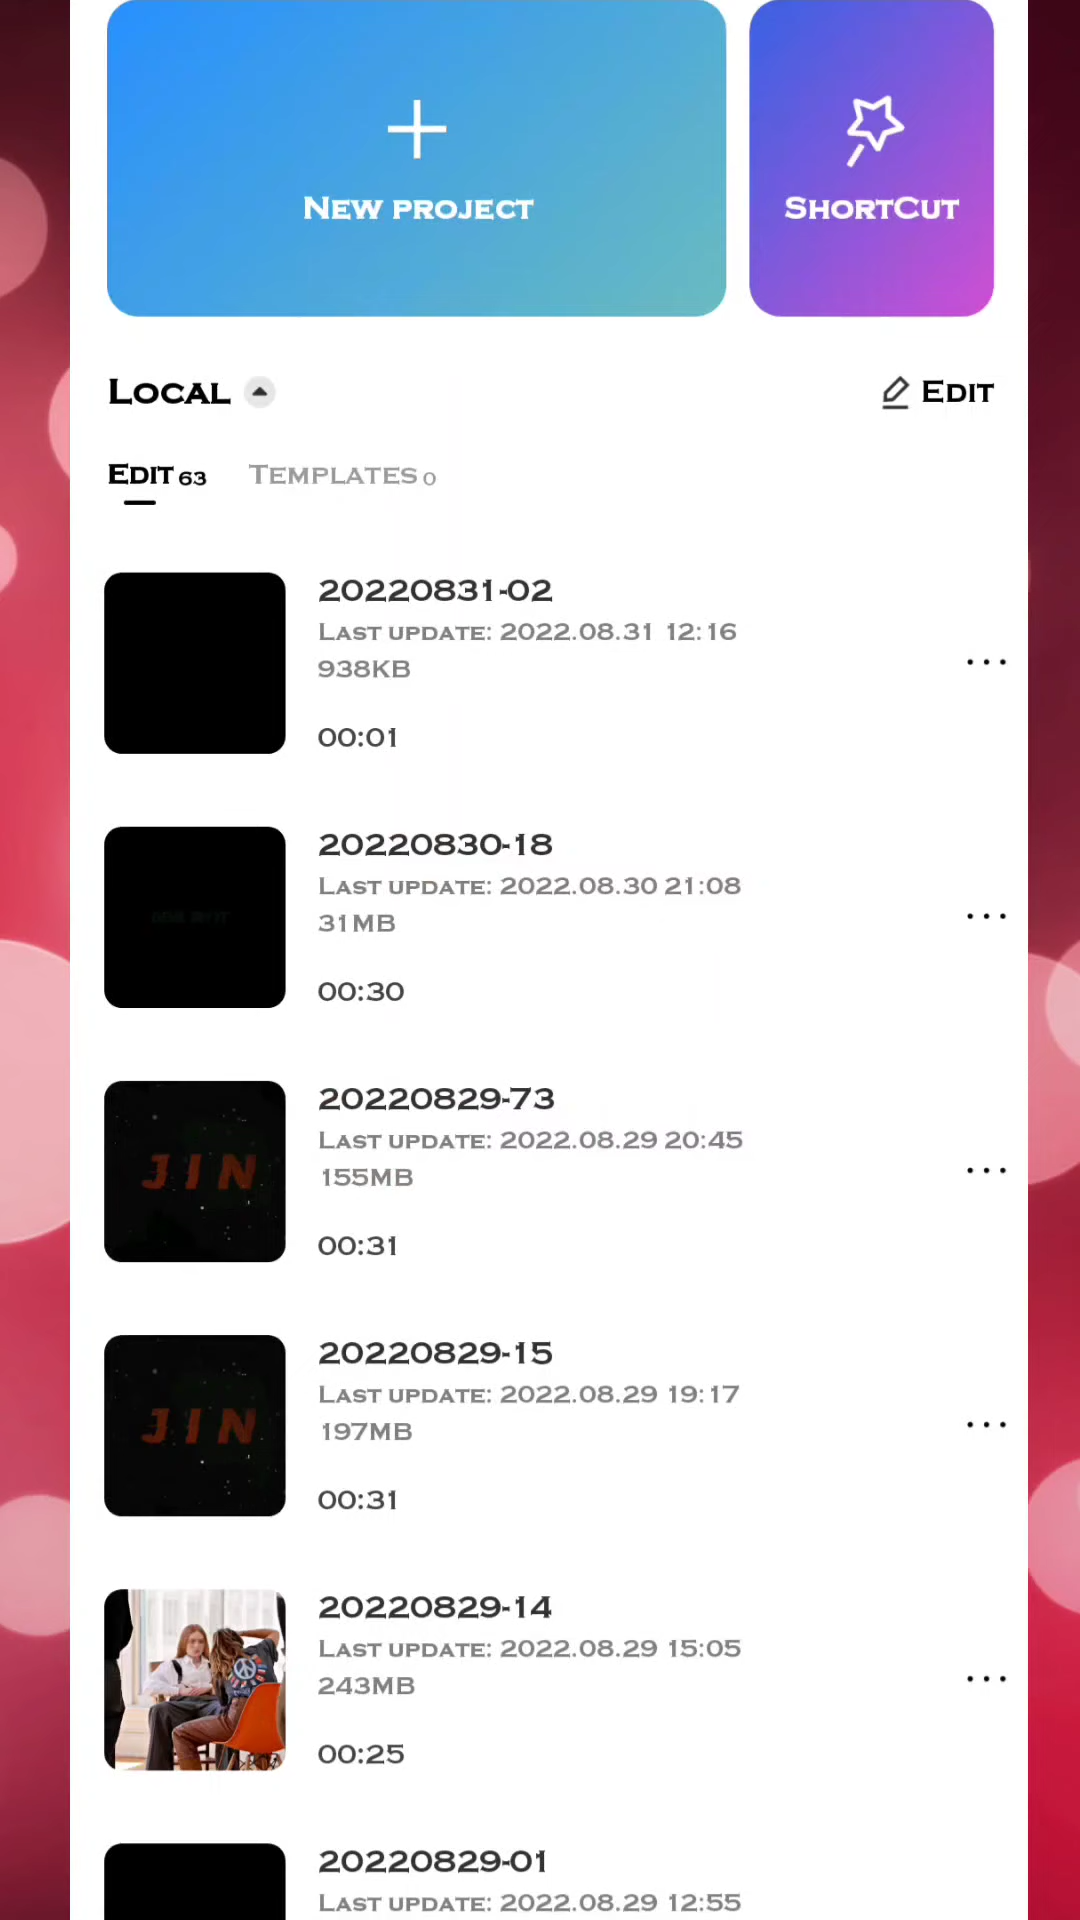 New project
ShortCut
Local
Edit
Edit 63
Templates 0
20220831-02
Last update: 2022.08.31 12:16
938KB
00:01
20220830-18
Last update: 2022.08.30 21:08
31MB
00:30
JIN
20220829-73
Last update: 2022.08.29 20:45
155MB
00:31
JIN
20220829-15
Last update: 2022.08.29 19:17
197MB
00:31
20220829-14
Last update: 2022.08.29 15:05
243MB
00:25
20220829-01
Last update: 2022.08.29 12:55